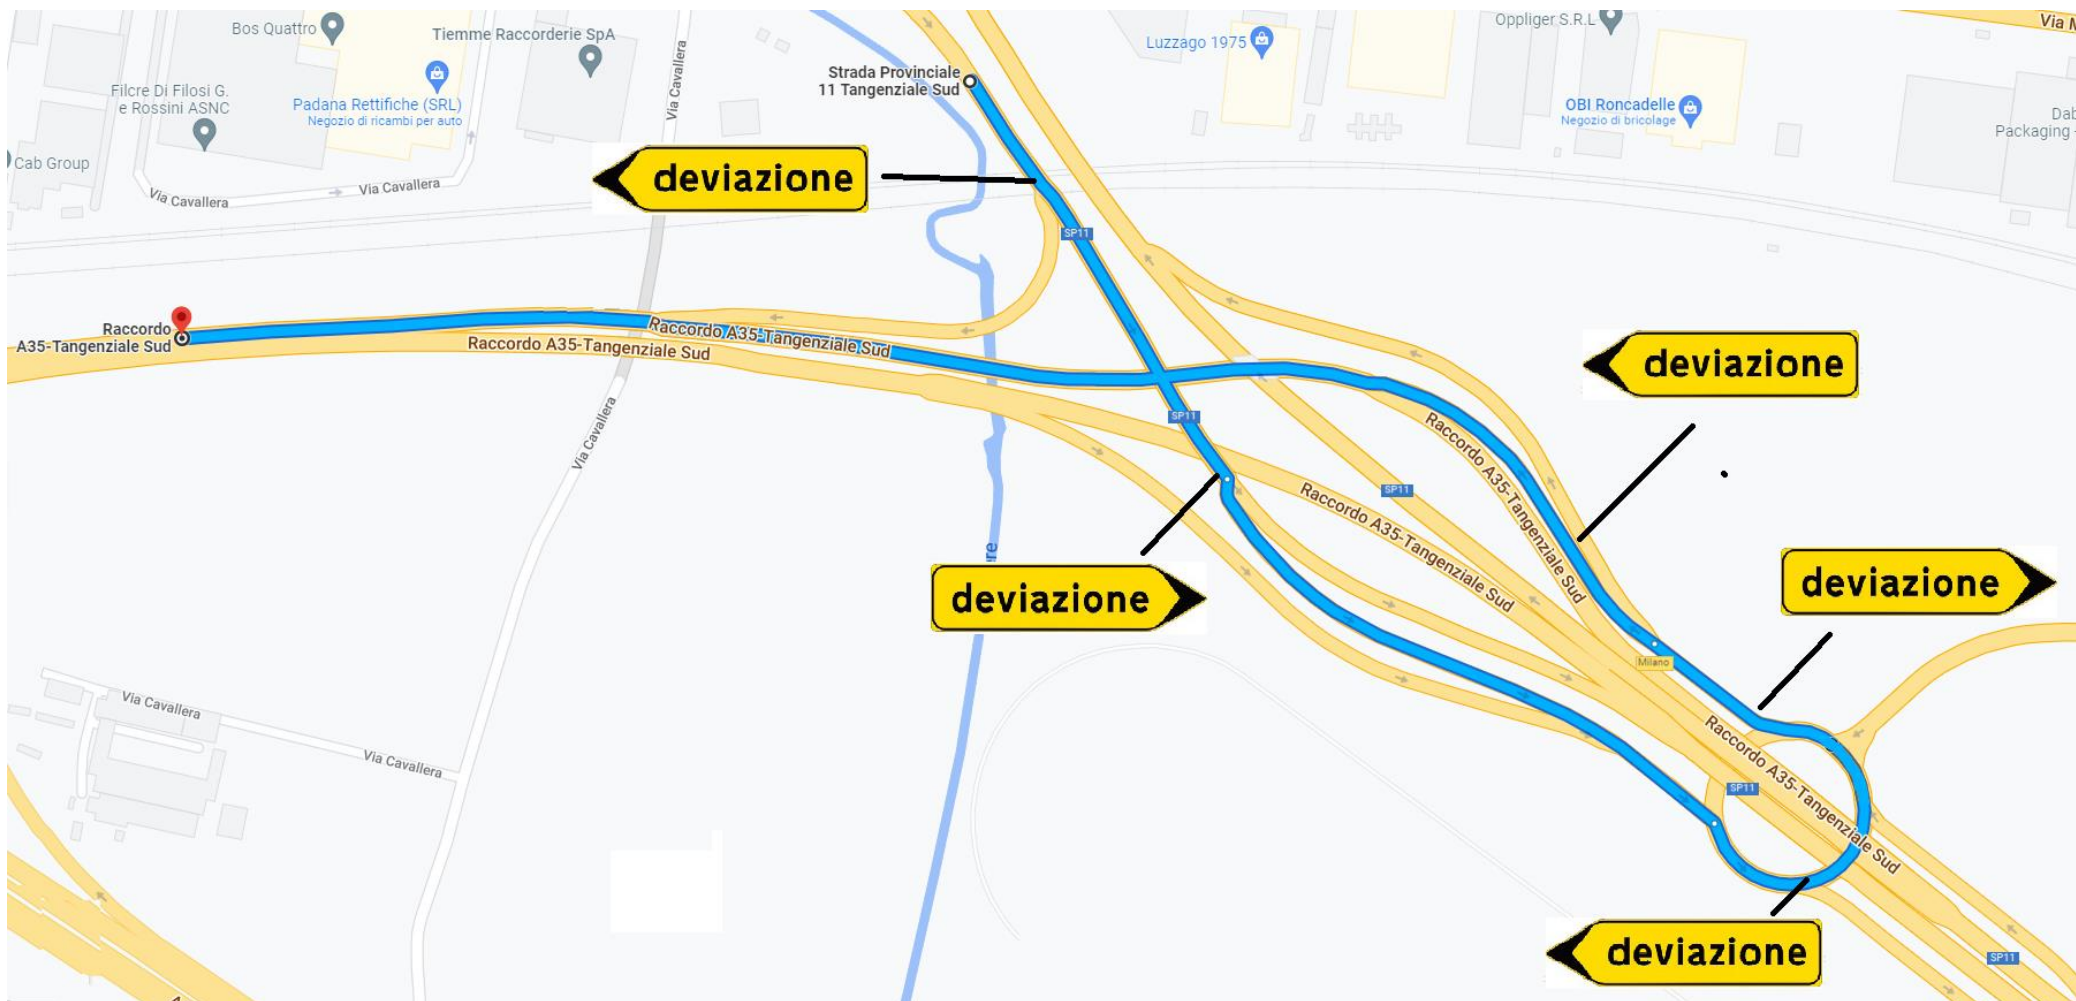 Bos Quattro
Tiemme Raccorderie SpA
Filcre Di Filosi G.
e Rossini ASNC
Padana Rettifiche (SRL)
Negozio di ricambi per auto
Cab Group
Via Cavallera
Via Cavallera
Via Cavallera
Strada Provinciale
11 Tangenziale Sud
Luzzago 1975
Oppliger S.R.L
OBI Roncadelle
Negozio di bricolage
Packaging
deviazione
SP11
Raccordo
A35-Tangenziale Sud
Raccordo A35-Tangenziale Sud
Raccordo A35-Tangenziale Sud
deviazione
SP11
Via Cavallera
Raccordo A35-Tangenziale Sud
SP11
Raccordo A35-Tangenziale Sud
deviazione
deviazione
Milano
Via Cavallera
Via Cavallera
Raccordo A35-Tangenziale Sud
SP11
deviazione
SP11